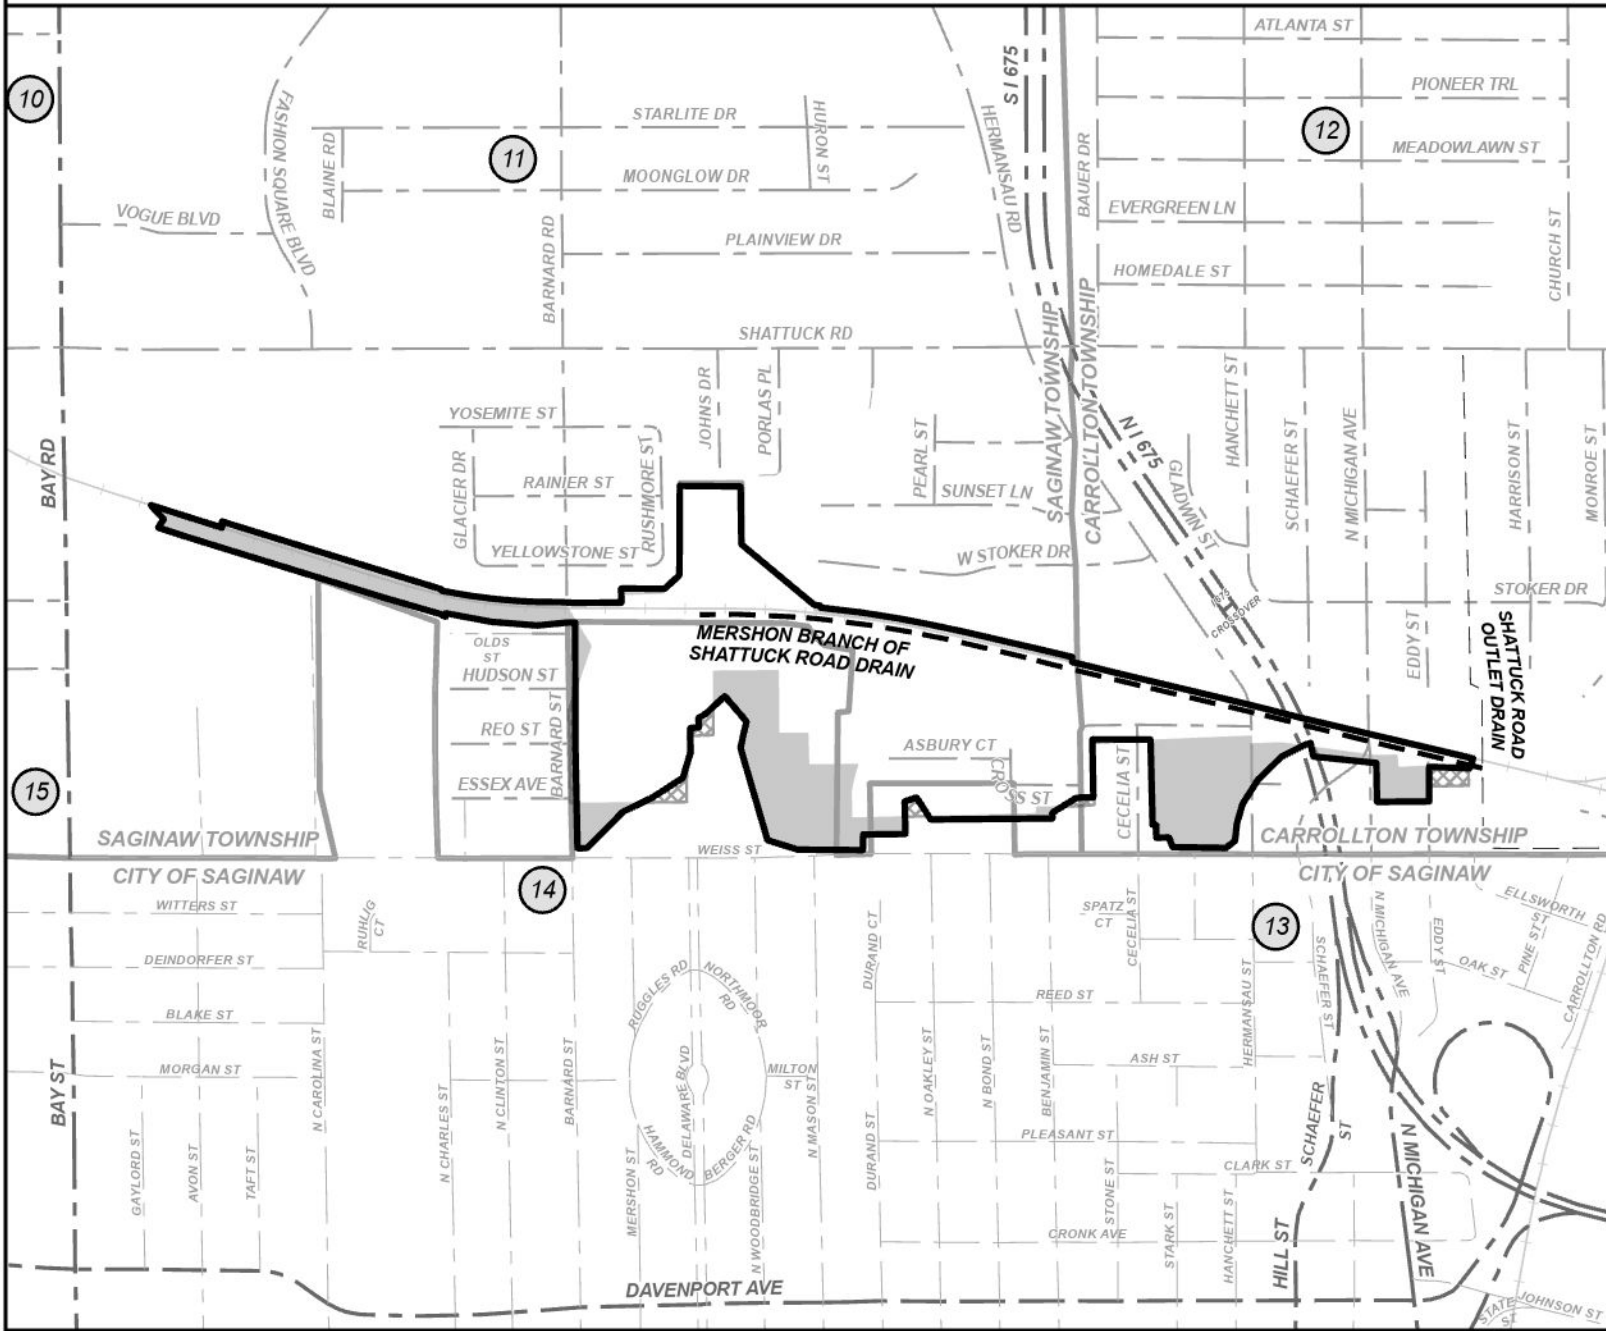 ATLANTA ST
S I 675
PIONEER TRL
10
FASHION SQUARE BLVD
STARLITE DR
HURON ST
HERMANSAU RD
12
BLAINE RD
11
MEADOWLAWN ST
BAUER DR
MOONGLOW DR
VOGUE BLVD
EVERGREEN LN
BARNARD RD
PLAINVIEW DR
CHURCH ST
HOMEDALE ST
SAGINAW TOWNSHIP
CARROLLTON TOWNSHIP
SHATTUCK RD
JOHNS DR
PORLAS PL
HANCHETT ST
YOSEMITE ST
PEARL ST
N I 675
SCHAEFER ST
N MICHIGAN AVE
HARRISON ST
MONROE ST
BAY RD
GLACIER DR
RAINIER ST
RUSHMORE ST
SUNSET LN
GLADWIN ST
YELLOWSTONE ST
W STOKER DR
STOKER DR
I675
CROSSOVER
EDDY ST
SHATTUCK ROAD
OUTLET DRAIN
MERSHON BRANCH OF
SHATTUCK ROAD DRAIN
OLDS
ST
HUDSON ST
REO ST
BARNARD ST
ASBURY CT
CROSS ST
CECELIA ST
ESSEX AVE
15
SAGINAW TOWNSHIP
CARROLLTON TOWNSHIP
WEISS ST
CITY OF SAGINAW
CITY OF SAGINAW
14
WITTERS ST
RUHLIG
CT
DURAND CT
SPATZ
CT
CECELIA ST
13
N MICHIGAN AVE
EDDY ST
ELLSWORTH
ST
PINE ST
CARROLLTON RD
DEINDORFER ST
RUGGLES RD
NORTHMOOR
RD
SCHAEFER ST
OAK ST
REED ST
HERMANSAU ST
BLAKE ST
N CAROLINA ST
MORGAN ST
BAY ST
N CHARLES ST
N CLINTON ST
BARNARD ST
DELAWARE BLVD
MILTON
ST
N MASON ST
N OAKLEY ST
N BOND ST
BENJAMIN ST
ASH ST
GAYLORD ST
AVON ST
TAFT ST
MERSHON ST
HAMMOND
RD
BERGER RD
N WOODBRIDGE ST
DURAND ST
PLEASANT ST
STONE ST
CLARK ST
SCHAEFER
ST
N MICHIGAN AVE
CRONK AVE
STARK ST
HANCHETT ST
HILL ST
DAVENPORT AVE
STATE
ST
JOHNSON ST